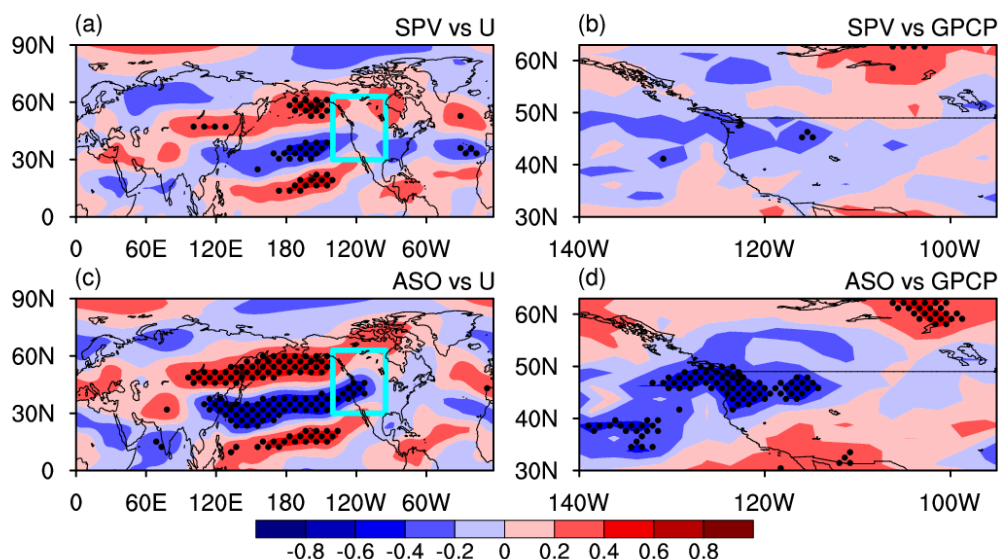 (a) SPV vs U
90N
60N
30N
0
0 60E 120E 180 120W 60W
(b) SPV vs GPCP
60N
50N
40N
30N
140W 120W 100W
(c) ASO vs U
90N
60N
30N
0
0 60E 120E 180 120W 60W
(d) ASO vs GPCP
60N
50N
40N
30N
140W 120W 100W
-0.8 -0.6 -0.4 -0.2 0 0.2 0.4 0.6 0.8